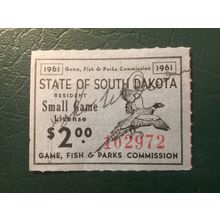 1961 Game, Fish & Parks Commission 1961
STATE OF SOUTH DAKOTA
RESIDENT
Small Game
License
$2.00
102972
GAME, FISH & PARKS COMMISSION